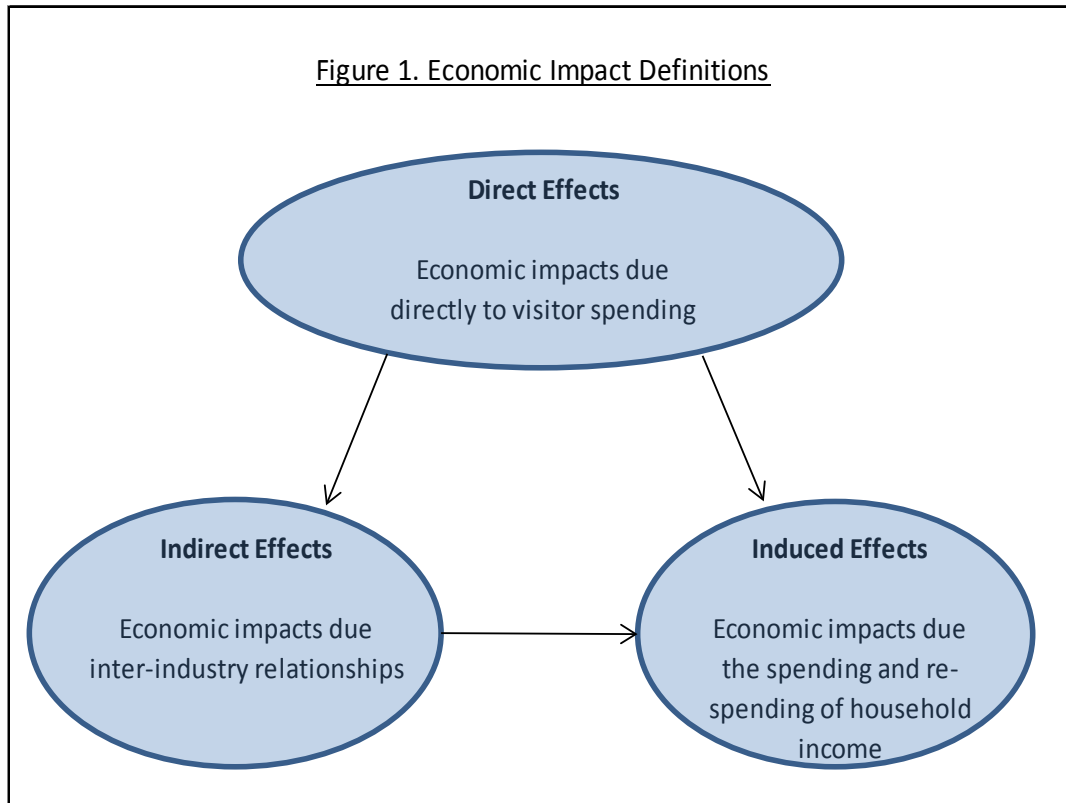 Figure 1. Economic Impact Definitions
Direct Effects
Economic impacts due
directly to visitor spending
Indirect Effects
Economic impacts due
inter-industry relationships
Induced Effects
Economic impacts due
the spending and re-
spending of household
income